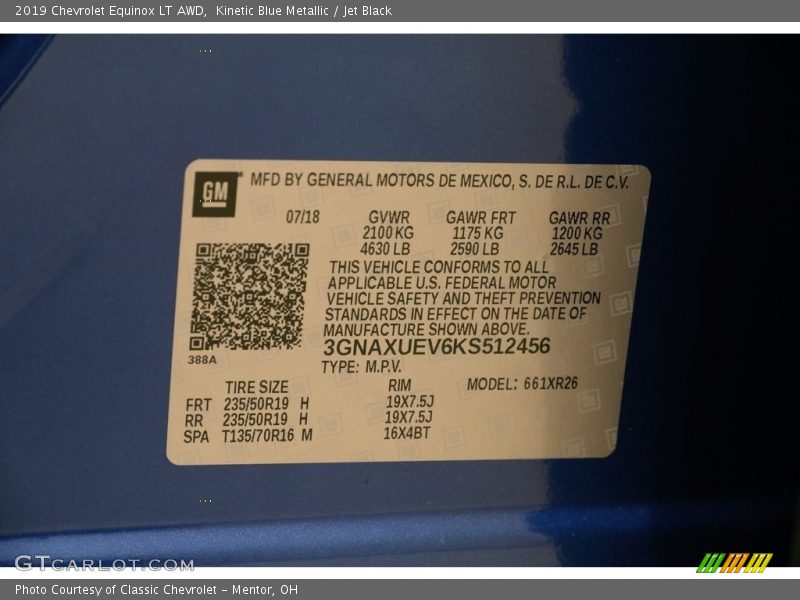 2019 Chevrolet Equinox LT AWD,  Kinetic Blue Metallic / Jet Black
GM
MFD BY GENERAL MOTORS DE MEXICO, S. DE R.L. DE C.V.
07/18 GVWR GAWR FRT GAWR RR
2100 KG 1175 KG 1200 KG
4630 LB 2590 LB 2645 LB
THIS VEHICLE CONFORMS TO ALL
APPLICABLE U.S. FEDERAL MOTOR
VEHICLE SAFETY AND THEFT PREVENTION
STANDARDS IN EFFECT ON THE DATE OF
MANUFACTURE SHOWN ABOVE.
3GNAXUEV6KS512456
388A
TYPE: M.P.V.
TIRE SIZE RIM MODEL: 661XR26
FRT 235/50R19 H 19X7.5J
RR 235/50R19 H 19X7.5J
SPA T135/70R16 M 16X4BT
GTCARLOT.COM
Photo Courtesy of Classic Chevrolet - Mentor, OH